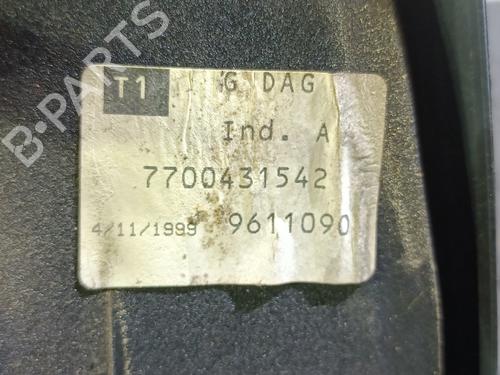 B-PARTS
T1 G DAG
Ind. A
7700431542
4/11/1999 9611090